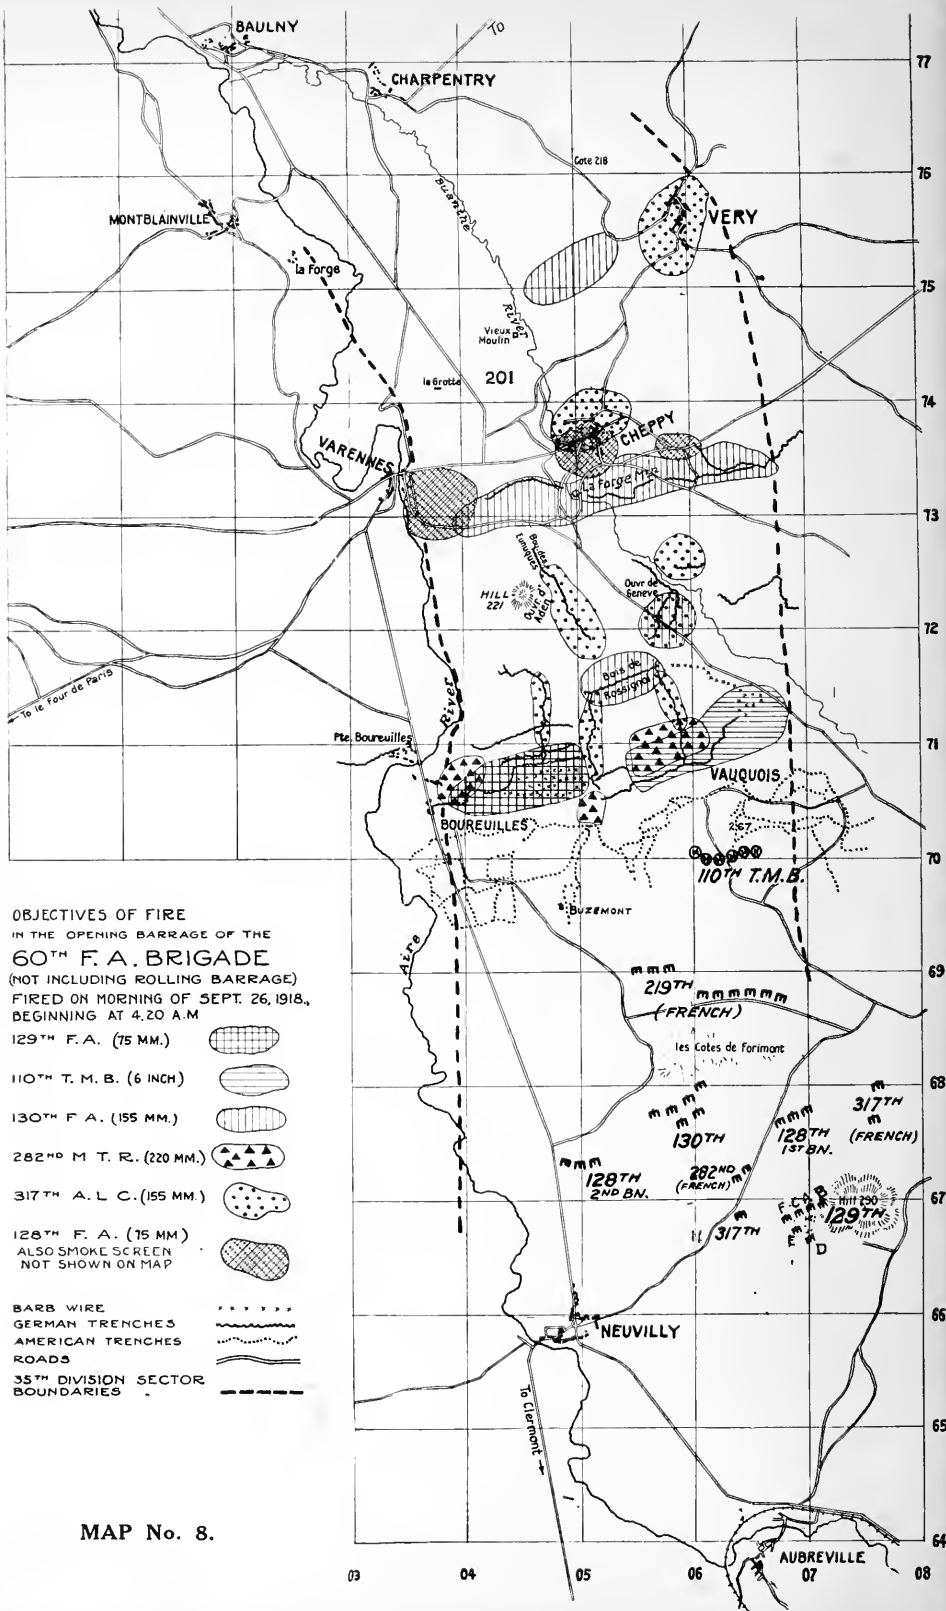 BAULNY
TO
77
CHARPENTRY
Cote 218
76
Buanthe
MONTBLAINVILLE
VERY
la Forge
75
River
Vieux
Moulin
la Grotte
201
74
CHEPPY
VARENNES
La Forge Mlr
73
Boy. des
Eunuques
HILL
221
Ouvr d'
Aden
Ouvr de
Geneve
72
Bois de
Rossignol
To le Four de Paris
River
Pte. Boureuilles
71
VAUQUOIS
BOUREUILLES
267
70
110TH T.M.B.
BUZEMONT
Aire
69
219TH
(FRENCH)
les Cotes de Forimont
68
317TH
(FRENCH)
130TH
128TH
1ST BN.
128TH
2ND BN.
282ND
(FRENCH)
67
F C A B
Hill 290
129TH
E
D
317TH
66
NEUVILLY
65
To Clermont
64
AUBREVILLE
03 04 05 06 07 08
OBJECTIVES OF FIRE
IN THE OPENING BARRAGE OF THE
60TH F. A. BRIGADE
(NOT INCLUDING ROLLING BARRAGE)
FIRED ON MORNING OF SEPT. 26, 1918.,
BEGINNING AT 4.20 A.M
129TH F.A. (75 MM.)
110TH T. M. B. (6 INCH)
130TH F A. (155 MM.)
282ND M T. R. (220 MM.)
317TH A. L C. (155 MM.)
128TH F. A. (75 MM)
ALSO SMOKE SCREEN
NOT SHOWN ON MAP
BARB WIRE
GERMAN TRENCHES
AMERICAN TRENCHES
ROADS
35TH DIVISION SECTOR
BOUNDARIES
MAP No. 8.